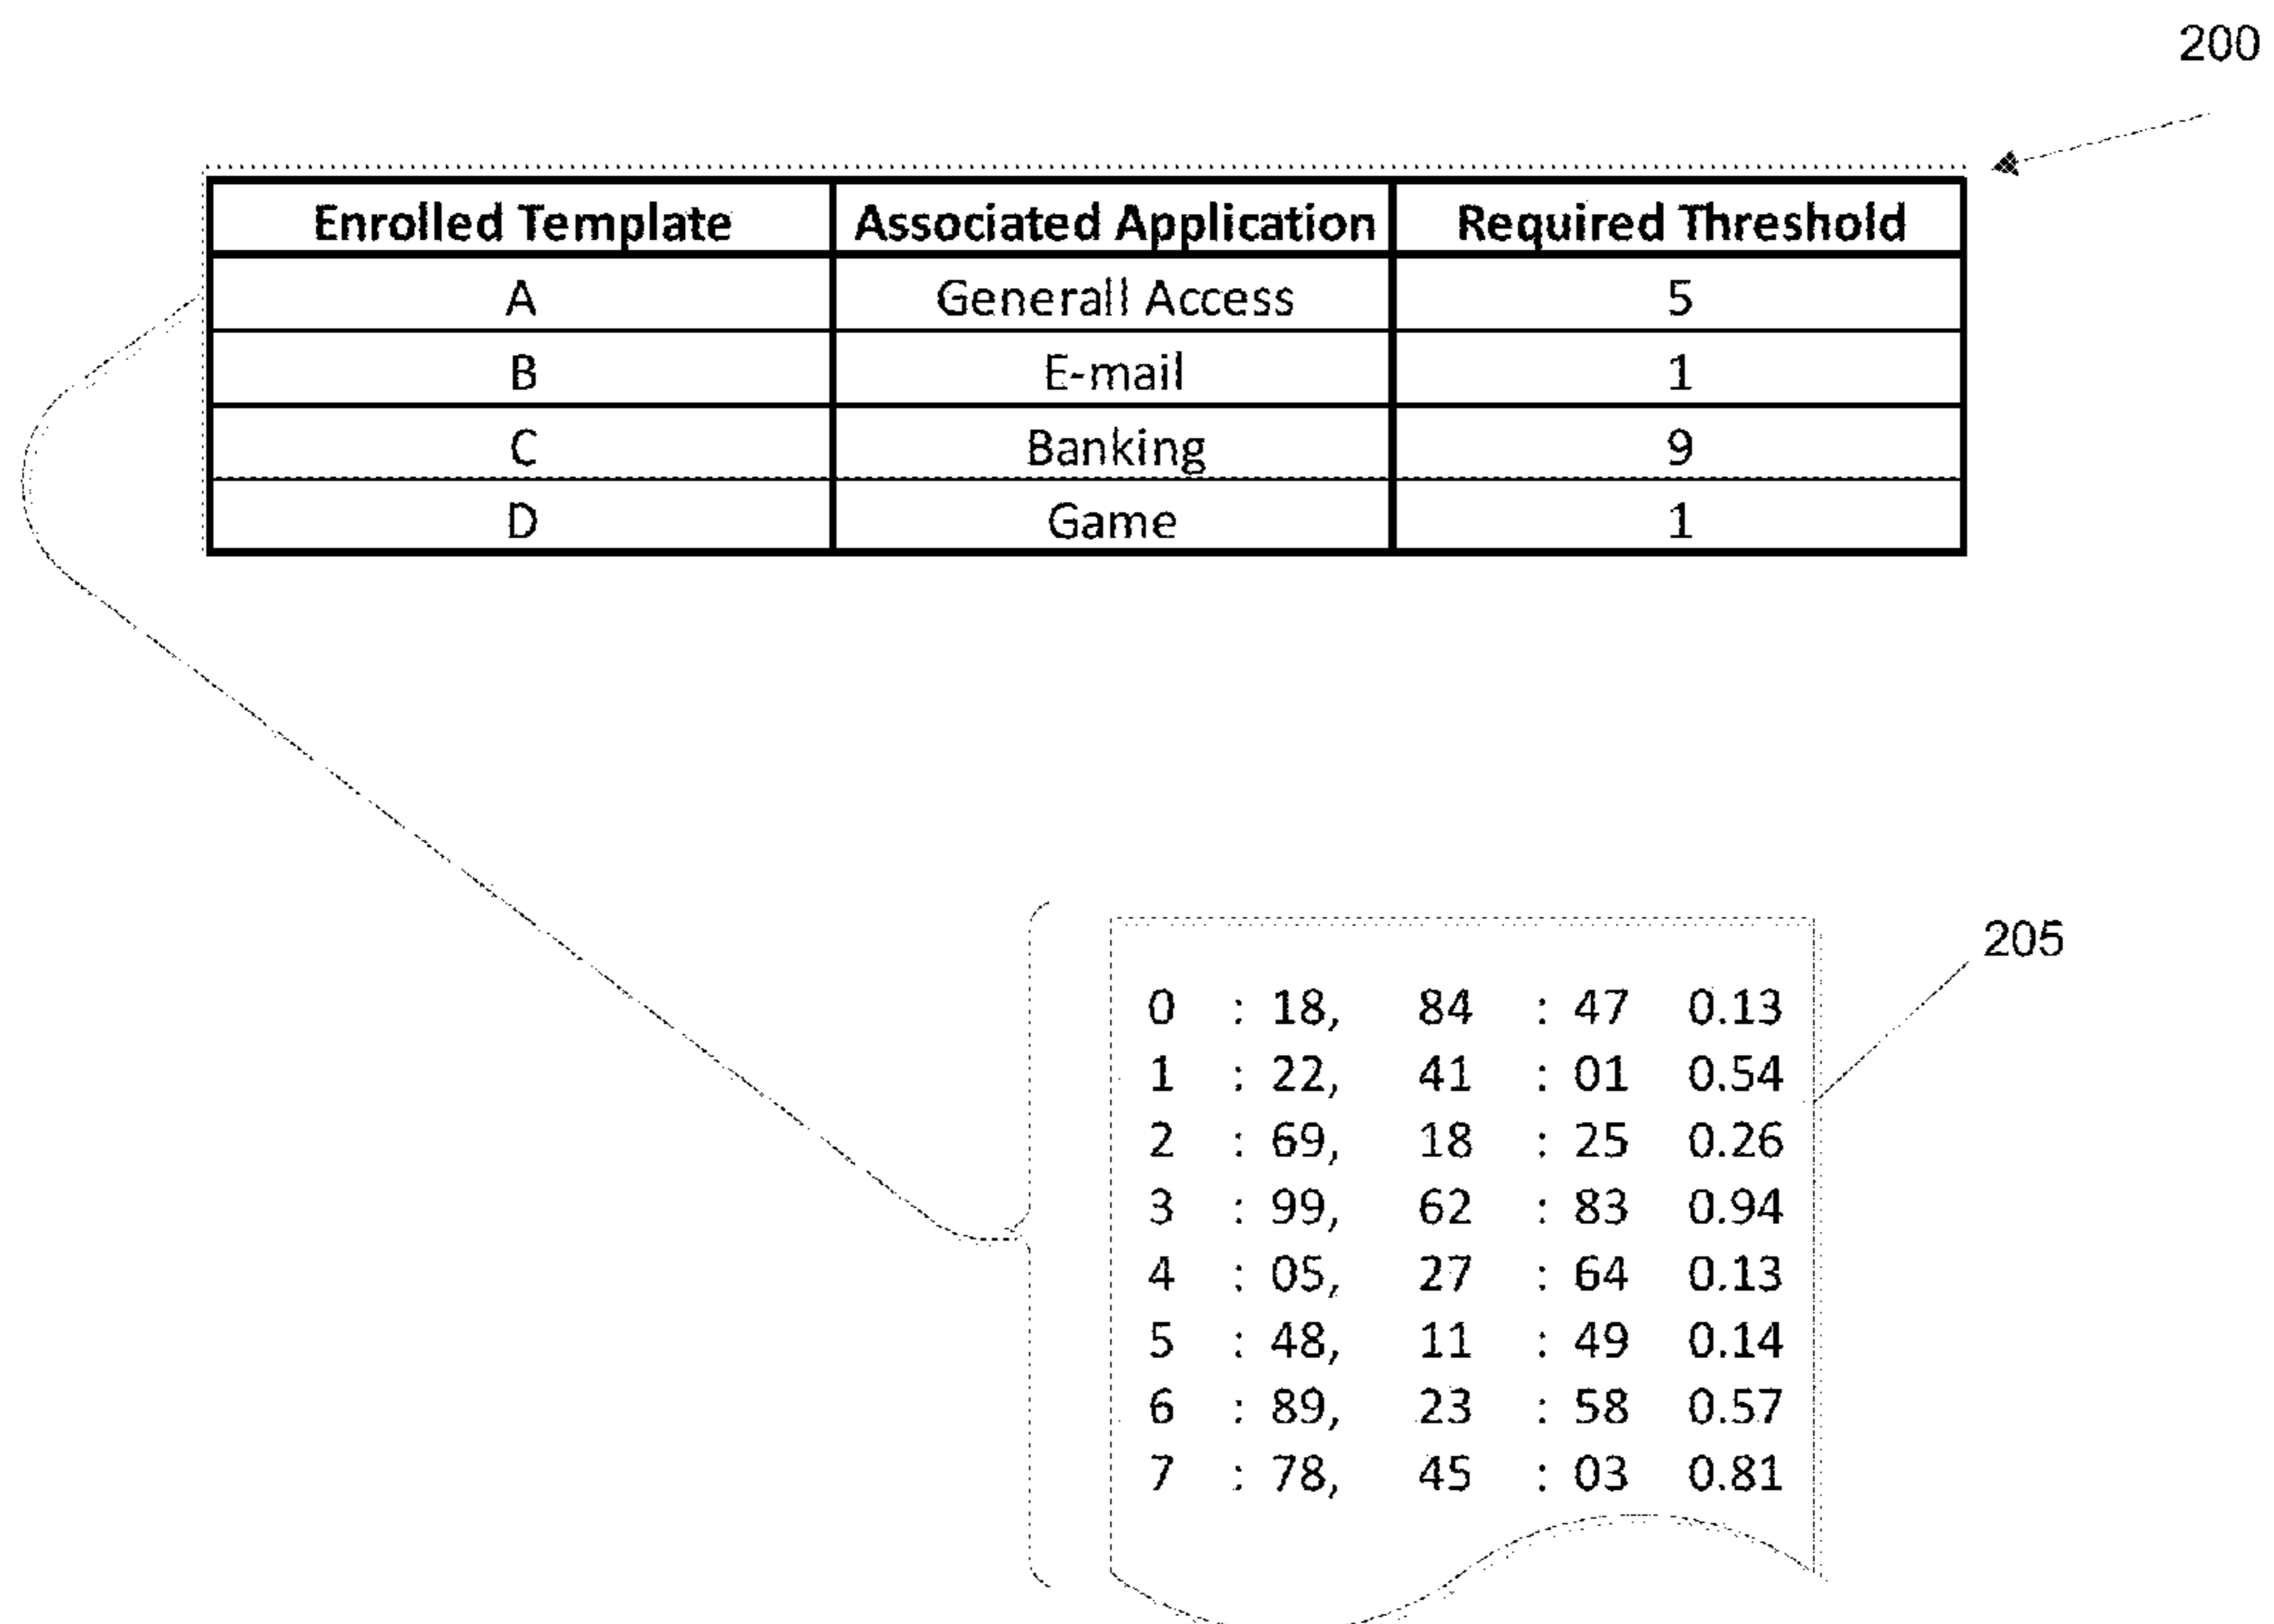 200
Enrolled Template Associated Application Required Threshold
A Generall Access 5
B E-mail 1
C Banking 9
D Game 1
205
0 : 18, 84 : 47 0.13
1 : 22, 41 : 01 0.54
2 : 69, 18 : 25 0.26
3 : 99, 62 : 83 0.94
4 : 05, 27 : 64 0.13
5 : 48, 11 : 49 0.14
6 : 89, 23 : 58 0.57
7 : 78, 45 : 03 0.81